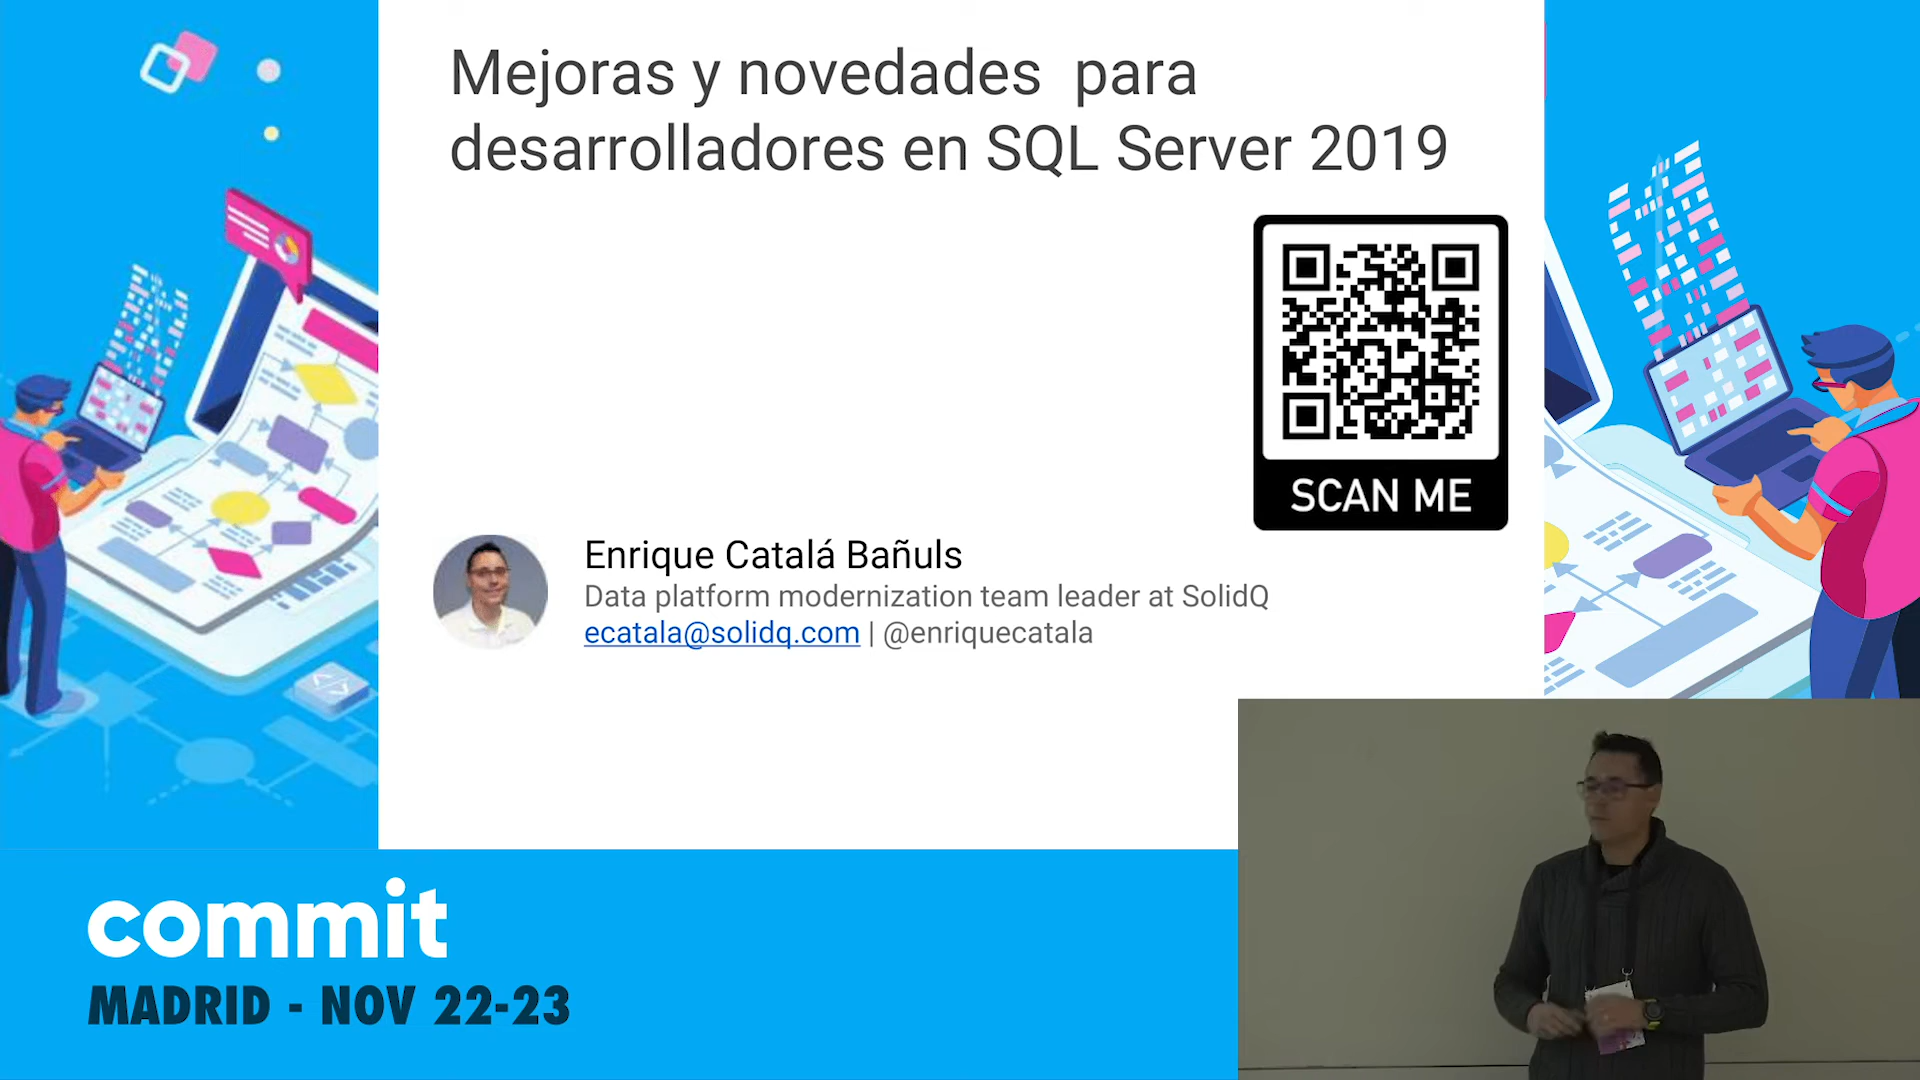 Mejoras y novedades  para
desarrolladores en SQL Server 2019
SCAN ME
Enrique Catalá Bañuls
Data platform modernization team leader at SolidQ
ecatala@solidq.com | @enriquecatala
commit
MADRID - NOV 22-23